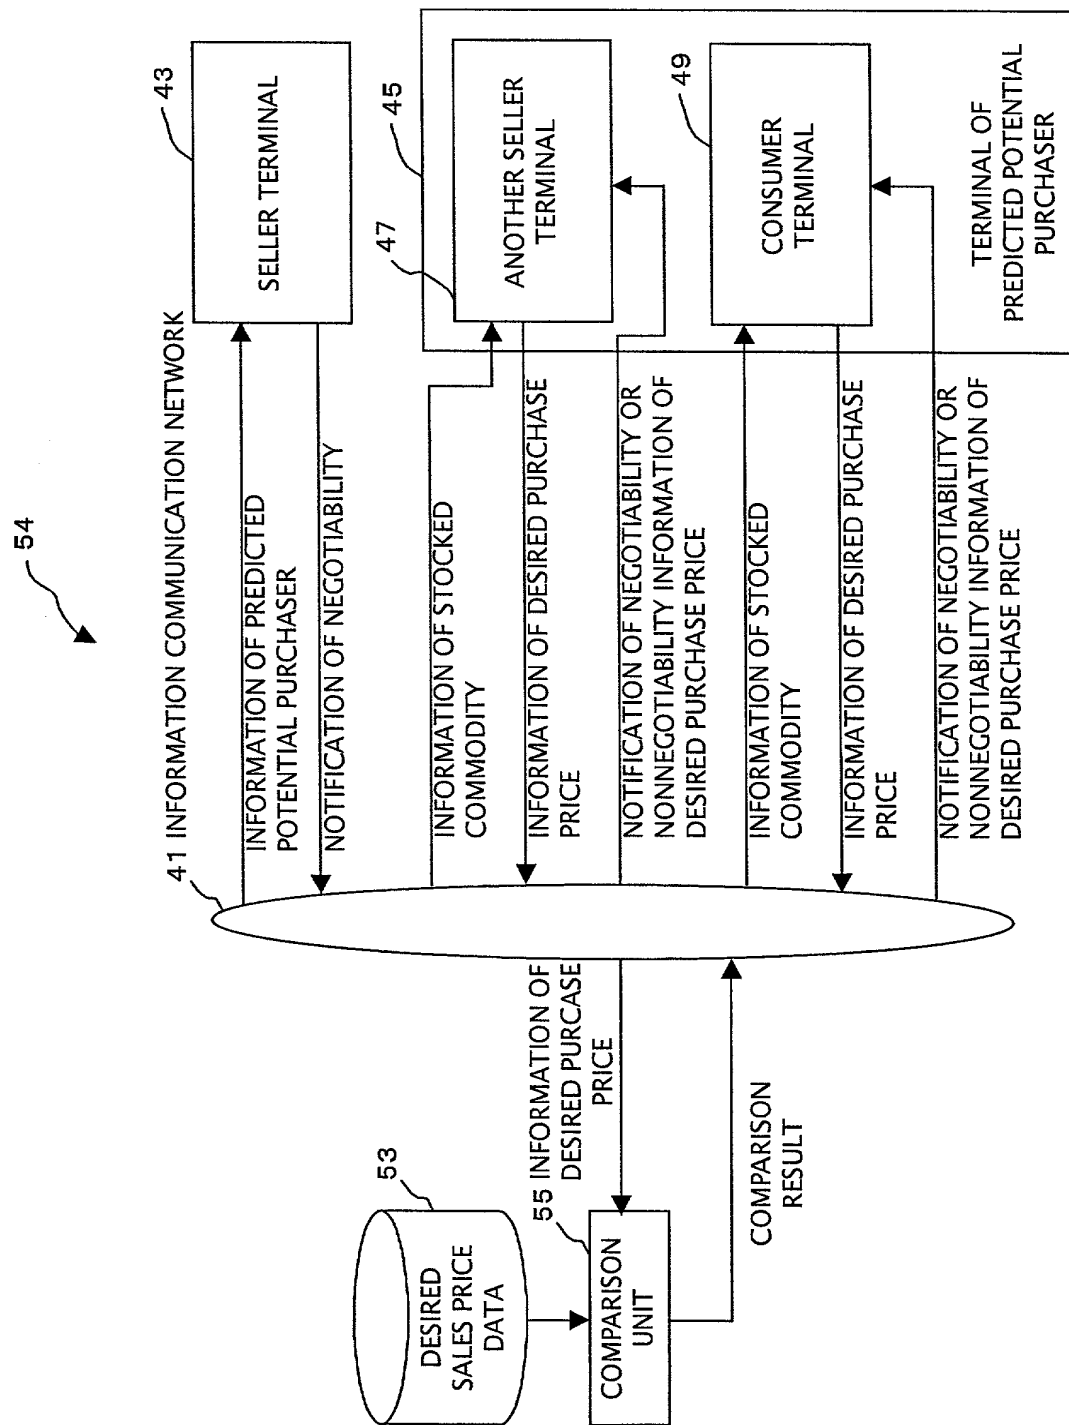 54
41 INFORMATION COMMUNICATION NETWORK
INFORMATION OF PREDICTED
POTENTIAL PURCHASER
NOTIFICATION OF NEGOTIABILITY
43
SELLER TERMINAL
45
47
ANOTHER SELLER
TERMINAL
INFORMATION OF STOCKED
COMMODITY
INFORMATION OF DESIRED PURCHASE
PRICE
NOTIFICATION OF NEGOTIABILITY OR
NONNEGOTIABILITY INFORMATION OF
DESIRED PURCHASE PRICE
49
CONSUMER
TERMINAL
INFORMATION OF STOCKED
COMMODITY
INFORMATION OF DESIRED PURCHASE
PRICE
NOTIFICATION OF NEGOTIABILITY OR
NONNEGOTIABILITY INFORMATION OF
DESIRED PURCHASE PRICE
TERMINAL OF
PREDICTED POTENTIAL
PURCHASER
53
DESIRED
SALES PRICE
DATA
55 INFORMATION OF
DESIRED PURCASE
PRICE
COMPARISON
UNIT
COMPARISON
RESULT